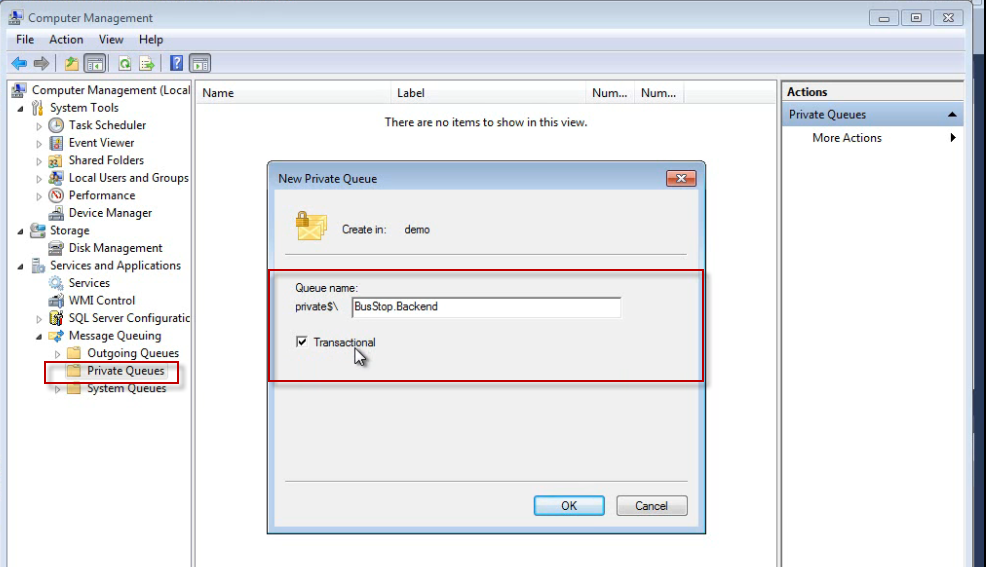 Computer Management
File Action View Help
Computer Management (Local
System Tools
Task Scheduler
Event Viewer
Shared Folders
Local Users and Groups
Performance
Device Manager
Storage
Disk Management
Services and Applications
Services
WMI Control
SQL Server Configuratic
Message Queuing
Outgoing Queues
Private Queues
System Queues
Name Label Num... Num...
There are no items to show in this view.
New Private Queue
Create in: demo
Queue name:
private$\ BusStop.Backend
Transactional
OK Cancel
Actions
Private Queues
More Actions